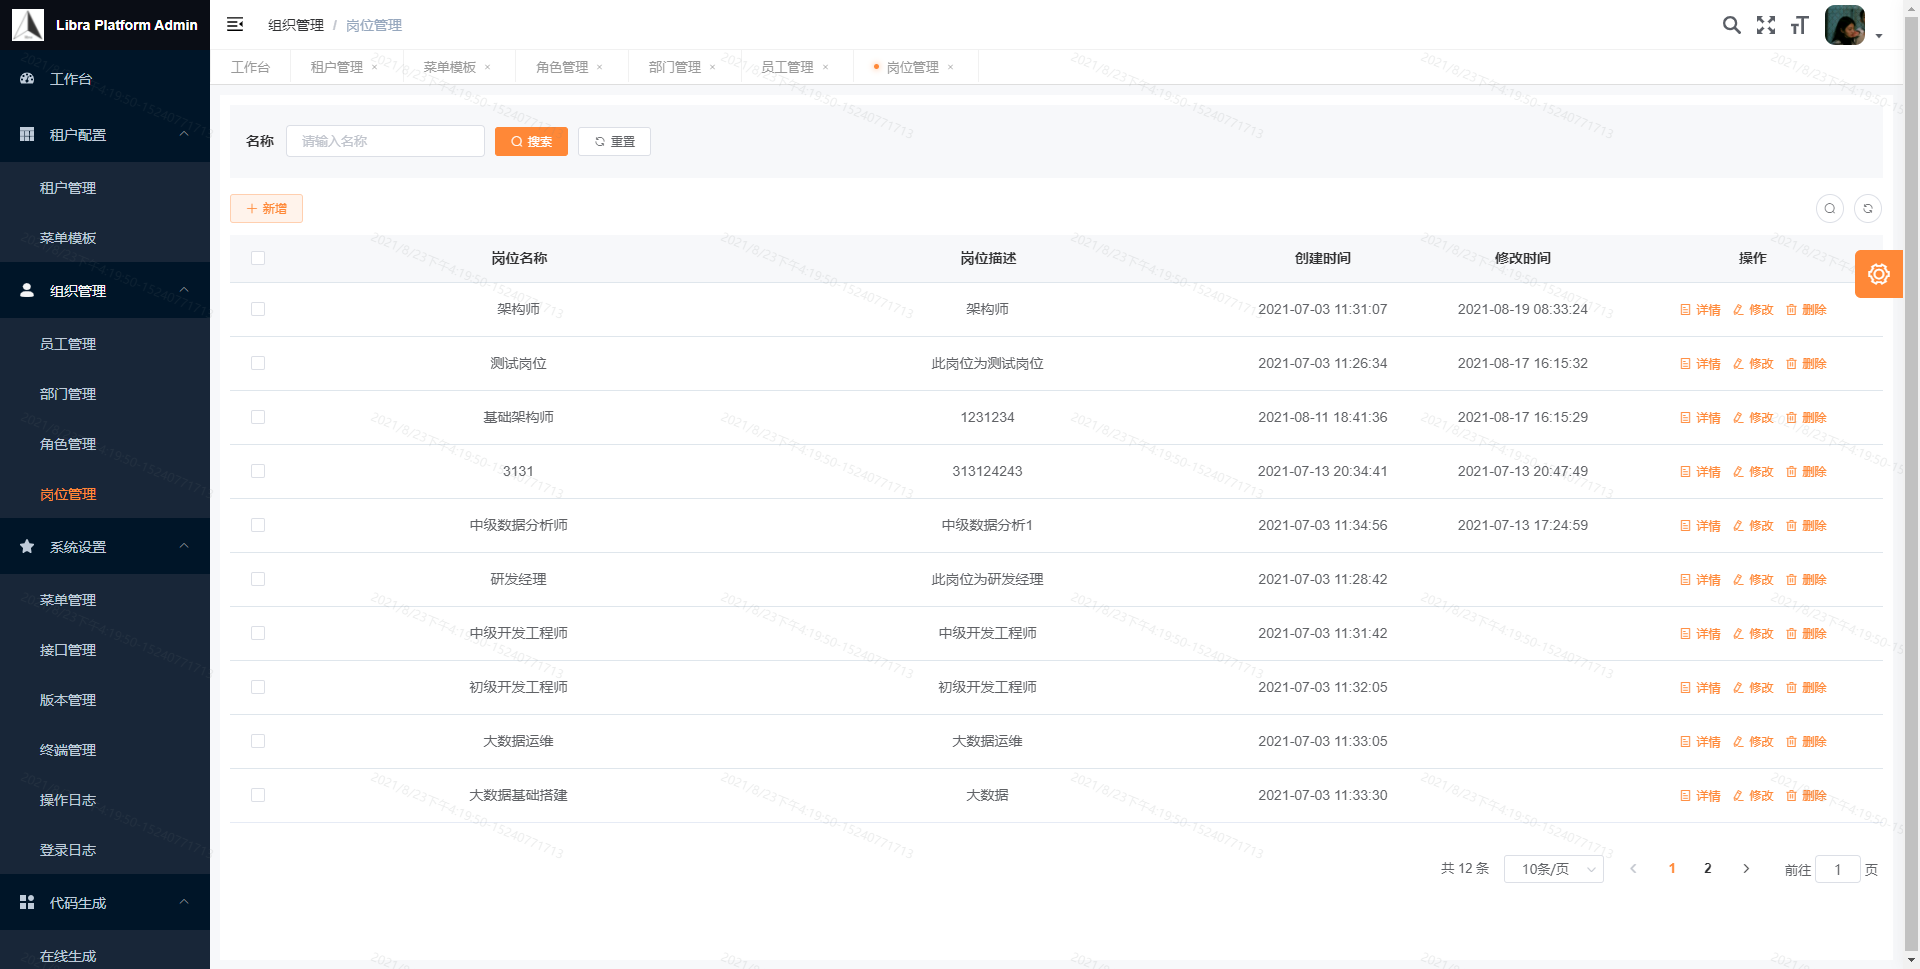 Libra Platform Admin
组织管理 / 岗位管理
工作台 租户管理 × 菜单模板 × 角色管理 × 部门管理 × 员工管理 × 岗位管理 ×
工作台
租户配置
租户管理
菜单模板
组织管理
员工管理
部门管理
角色管理
岗位管理
系统设置
菜单管理
接口管理
版本管理
终端管理
操作日志
登录日志
代码生成
在线生成
名称 请输入名称 搜索 重置
新增
岗位名称 岗位描述 创建时间 修改时间 操作
架构师 架构师 2021-07-03 11:31:07 2021-08-19 08:33:24 详情 修改 删除
测试岗位 此岗位为测试岗位 2021-07-03 11:26:34 2021-08-17 16:15:32 详情 修改 删除
基础架构师 1231234 2021-08-11 18:41:36 2021-08-17 16:15:29 详情 修改 删除
3131 313124243 2021-07-13 20:34:41 2021-07-13 20:47:49 详情 修改 删除
中级数据分析师 中级数据分析1 2021-07-03 11:34:56 2021-07-13 17:24:59 详情 修改 删除
研发经理 此岗位为研发经理 2021-07-03 11:28:42 详情 修改 删除
中级开发工程师 中级开发工程师 2021-07-03 11:31:42 详情 修改 删除
初级开发工程师 初级开发工程师 2021-07-03 11:32:05 详情 修改 删除
大数据运维 大数据运维 2021-07-03 11:33:05 详情 修改 删除
大数据基础搭建 大数据 2021-07-03 11:33:30 详情 修改 删除
共 12 条 10条/页 1 2 前往 1 页
2021/8/23下午4:19:50-15240771713